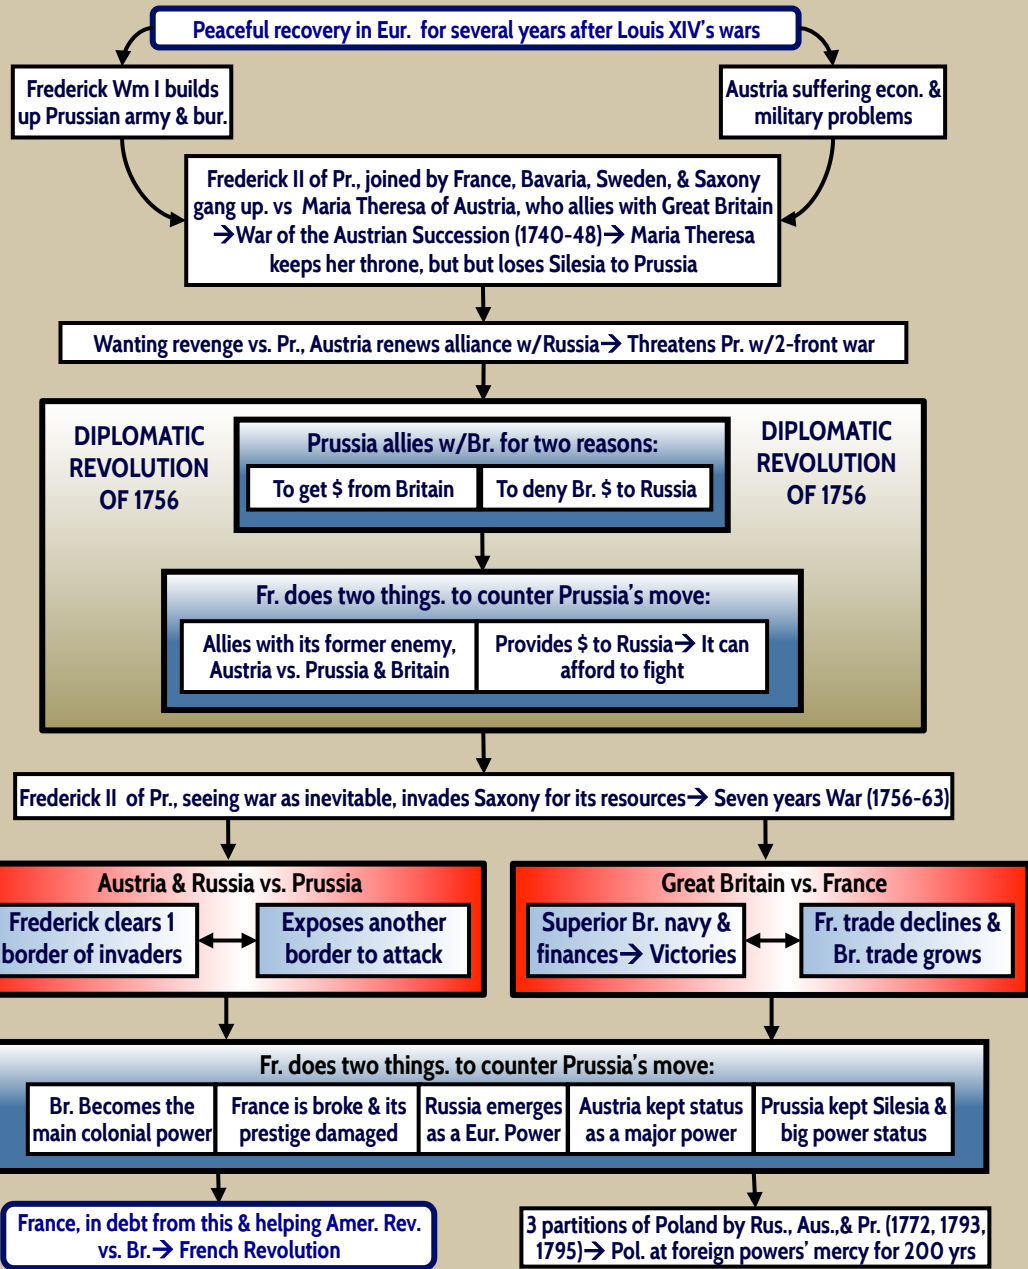 Peaceful recovery in Eur. for several years after Louis XIV's wars
Frederick Wm I builds
up Prussian army & bur.
Austria suffering econ. &
military problems
Frederick II of Pr., joined by France, Bavaria, Sweden, & Saxony
gang up. vs Maria Theresa of Austria, who allies with Great Britain
→War of the Austrian Succession (1740-48)→ Maria Theresa
keeps her throne, but but loses Silesia to Prussia
Wanting revenge vs. Pr., Austria renews alliance w/Russia→ Threatens Pr. w/2-front war
DIPLOMATIC
REVOLUTION
OF 1756
Prussia allies w/Br. for two reasons:
To get $ from Britain
To deny Br. $ to Russia
DIPLOMATIC
REVOLUTION
OF 1756
Fr. does two things. to counter Prussia's move:
Allies with its former enemy,
Austria vs. Prussia & Britain
Provides $ to Russia→ It can
afford to fight
Frederick II of Pr., seeing war as inevitable, invades Saxony for its resources→ Seven years War (1756-63)
Austria & Russia vs. Prussia
Frederick clears 1
border of invaders
Exposes another
border to attack
Great Britain vs. France
Superior Br. navy &
finances→ Victories
Fr. trade declines &
Br. trade grows
Fr. does two things. to counter Prussia's move:
Br. Becomes the
main colonial power
France is broke & its
prestige damaged
Russia emerges
as a Eur. Power
Austria kept status
as a major power
Prussia kept Silesia &
big power status
France, in debt from this & helping Amer. Rev.
vs. Br.→ French Revolution
3 partitions of Poland by Rus., Aus.,& Pr. (1772, 1793,
1795)→ Pol. at foreign powers' mercy for 200 yrs